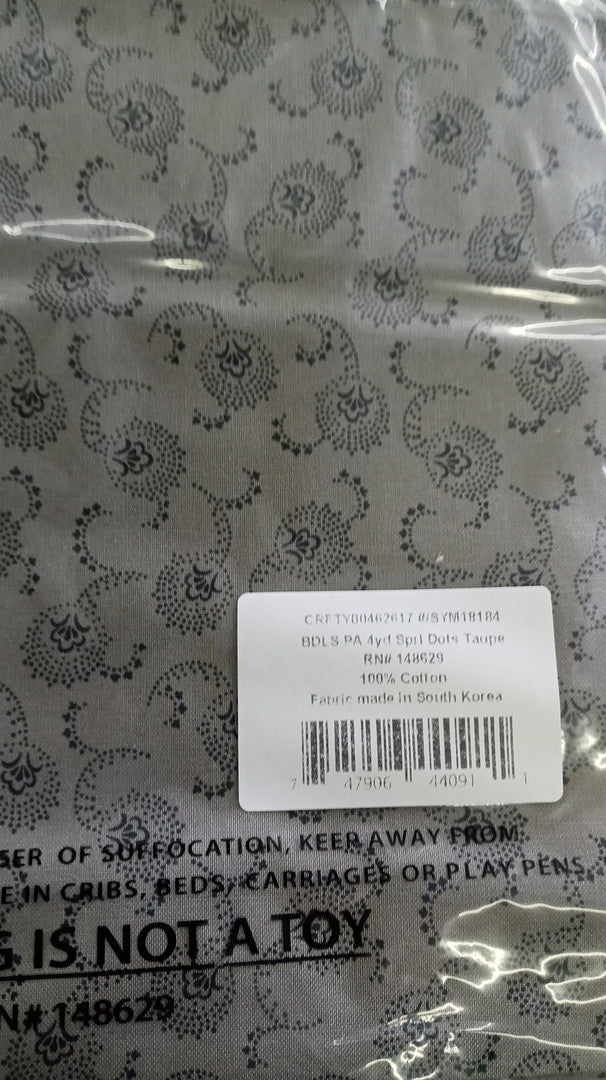 CRFTY00462617 #/SYM18184
BDLS PA 4yd Sprl Dots Taupe
RN# 148629
100% Cotton
Fabric made in South Korea
7 47906 44091 1
GER OF SUFFOCATION, KEEP AWAY FROM
E IN CRIBS, BEDS, CARRIAGES OR PLAY PENS.
G IS NOT A TOY
N# 148629